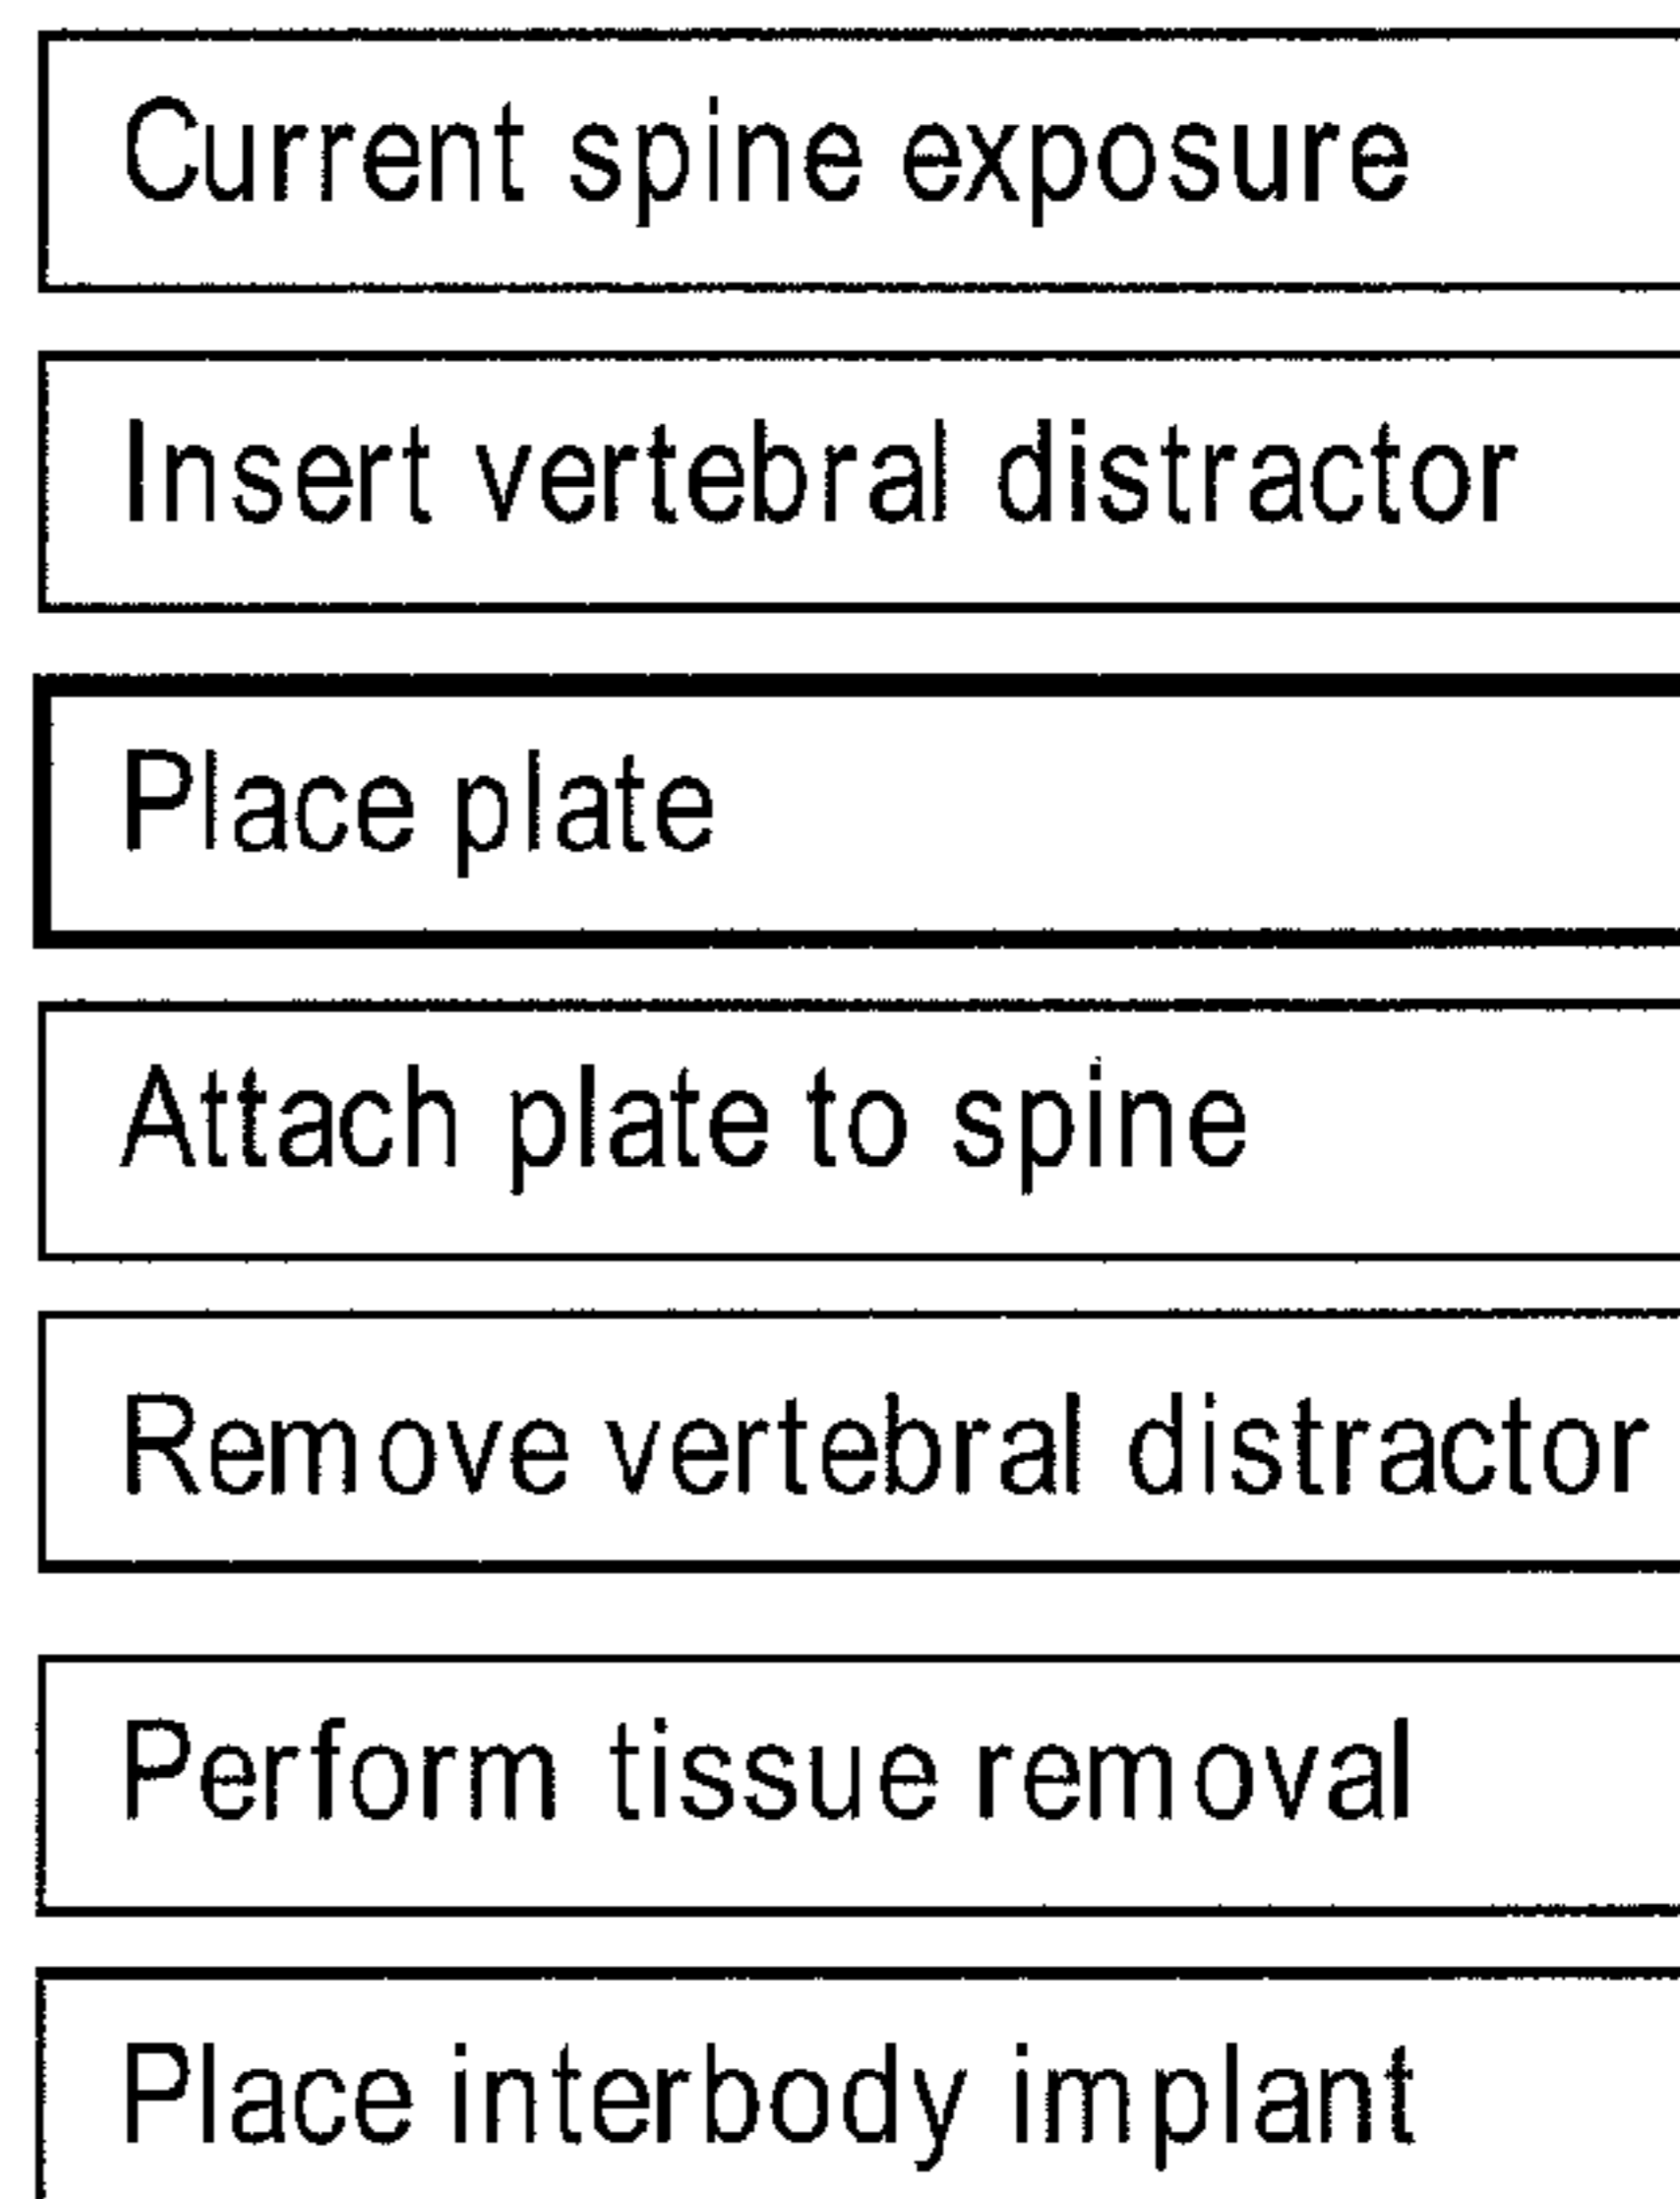 Current spine exposure
Insert vertebral distractor
Place plate
Attach plate to spine
Remove vertebral distractor
Perform tissue removal
Place interbody implant